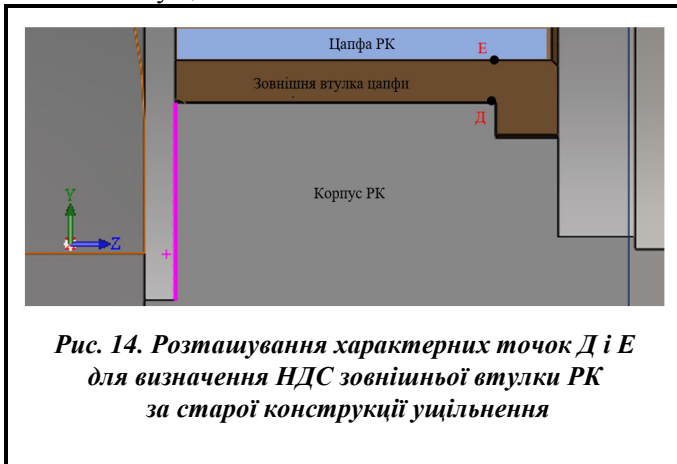 Цапфа РК
Е
Зовнішня втулка цапфи
Д
Корпус РК
Y
Z
Рис. 14. Розташування характерних точок Д і Е
для визначення НДС зовнішньої втулки РК
за старої конструкції ущільнення